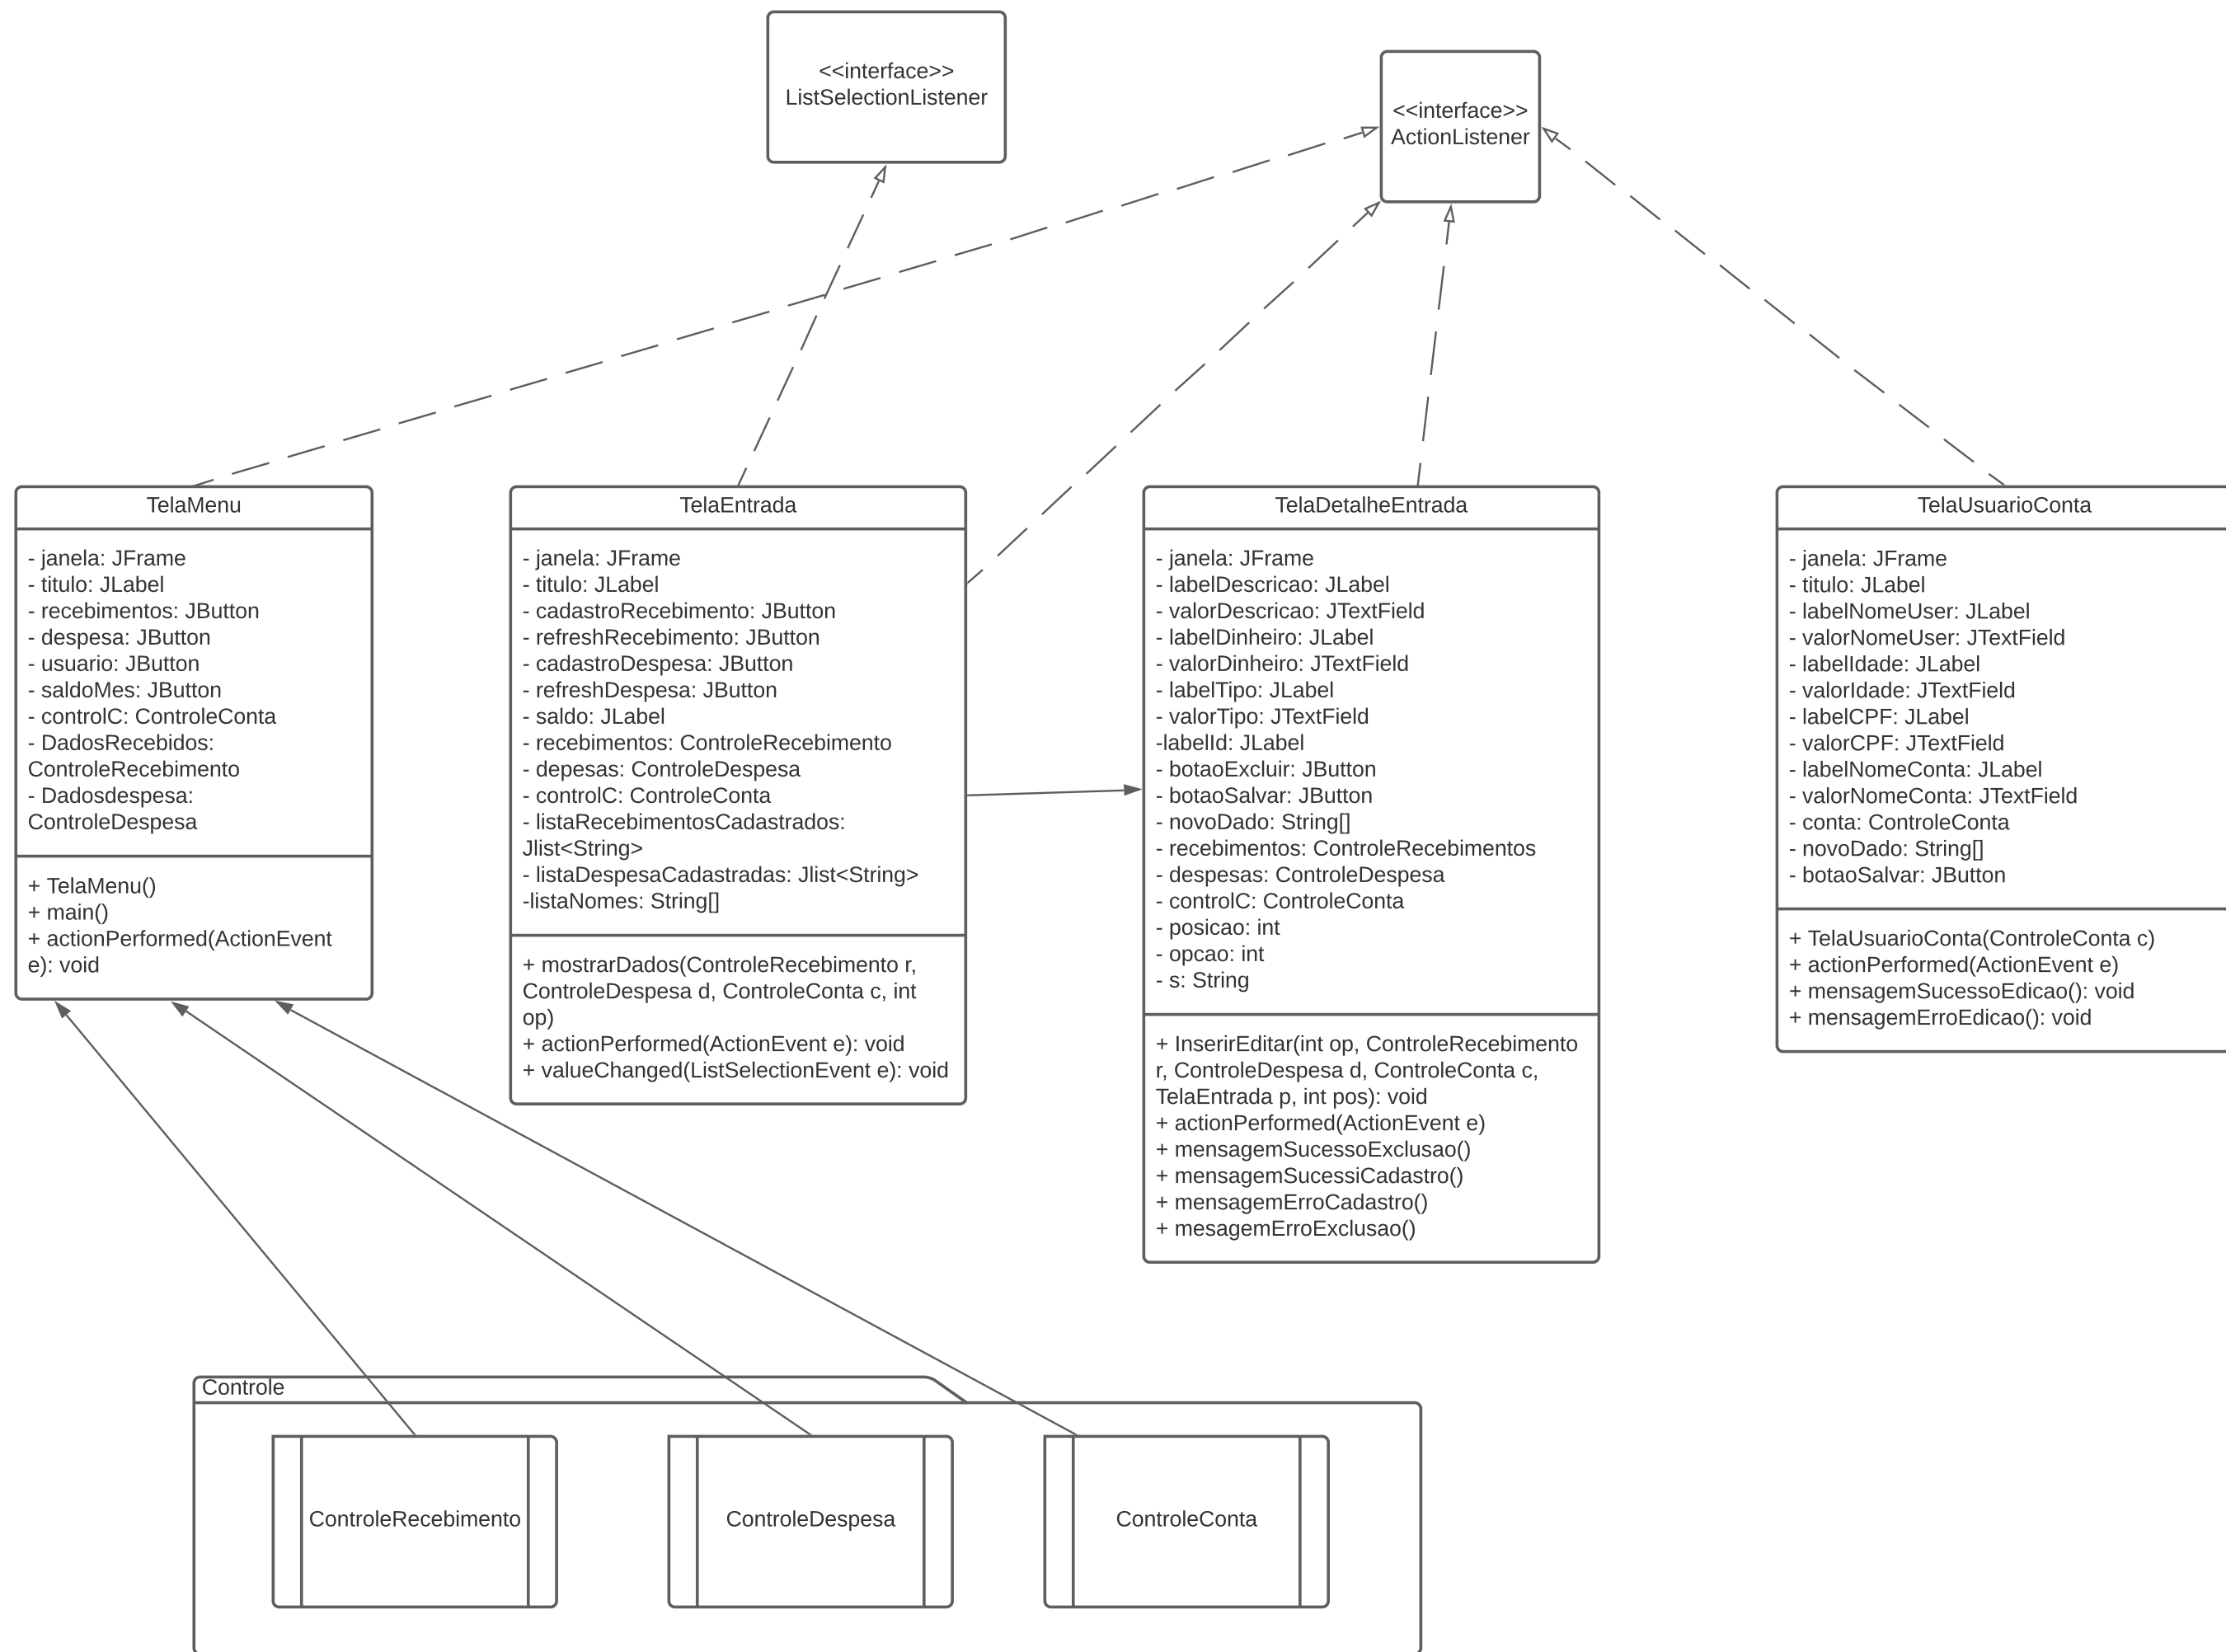 <<interface>>
ListSelectionListener
<<interface>>
ActionListener
TelaMenu
- janela: JFrame
- titulo: JLabel
- recebimentos: JButton
- despesa: JButton
- usuario: JButton
- saldoMes: JButton
- controlC: ControleConta
- DadosRecebidos:
ControleRecebimento
- Dadosdespesa:
ControleDespesa
+ TelaMenu()
+ main()
+ actionPerformed(ActionEvent
e): void
TelaEntrada
- janela: JFrame
- titulo: JLabel
- cadastroRecebimento: JButton
- refreshRecebimento: JButton
- cadastroDespesa: JButton
- refreshDespesa: JButton
- saldo: JLabel
- recebimentos: ControleRecebimento
- depesas: ControleDespesa
- controlC: ControleConta
- listaRecebimentosCadastrados:
Jlist<String>
- listaDespesaCadastradas: Jlist<String>
-listaNomes: String[]
+ mostrarDados(ControleRecebimento r,
ControleDespesa d, ControleConta c, int
op)
+ actionPerformed(ActionEvent e): void
+ valueChanged(ListSelectionEvent e): void
TelaDetalheEntrada
- janela: JFrame
- labelDescricao: JLabel
- valorDescricao: JTextField
- labelDinheiro: JLabel
- valorDinheiro: JTextField
- labelTipo: JLabel
- valorTipo: JTextField
-labelId: JLabel
- botaoExcluir: JButton
- botaoSalvar: JButton
- novoDado: String[]
- recebimentos: ControleRecebimentos
- despesas: ControleDespesa
- controlC: ControleConta
- posicao: int
- opcao: int
- s: String
+ InserirEditar(int op, ControleRecebimento
r, ControleDespesa d, ControleConta c,
TelaEntrada p, int pos): void
+ actionPerformed(ActionEvent e)
+ mensagemSucessoExclusao()
+ mensagemSucessiCadastro()
+ mensagemErroCadastro()
+ mesagemErroExclusao()
TelaUsuarioConta
- janela: JFrame
- titulo: JLabel
- labelNomeUser: JLabel
- valorNomeUser: JTextField
- labelIdade: JLabel
- valorIdade: JTextField
- labelCPF: JLabel
- valorCPF: JTextField
- labelNomeConta: JLabel
- valorNomeConta: JTextField
- conta: ControleConta
- novoDado: String[]
- botaoSalvar: JButton
+ TelaUsuarioConta(ControleConta c)
+ actionPerformed(ActionEvent e)
+ mensagemSucessoEdicao(): void
+ mensagemErroEdicao(): void
Controle
ControleRecebimento
ControleDespesa
ControleConta